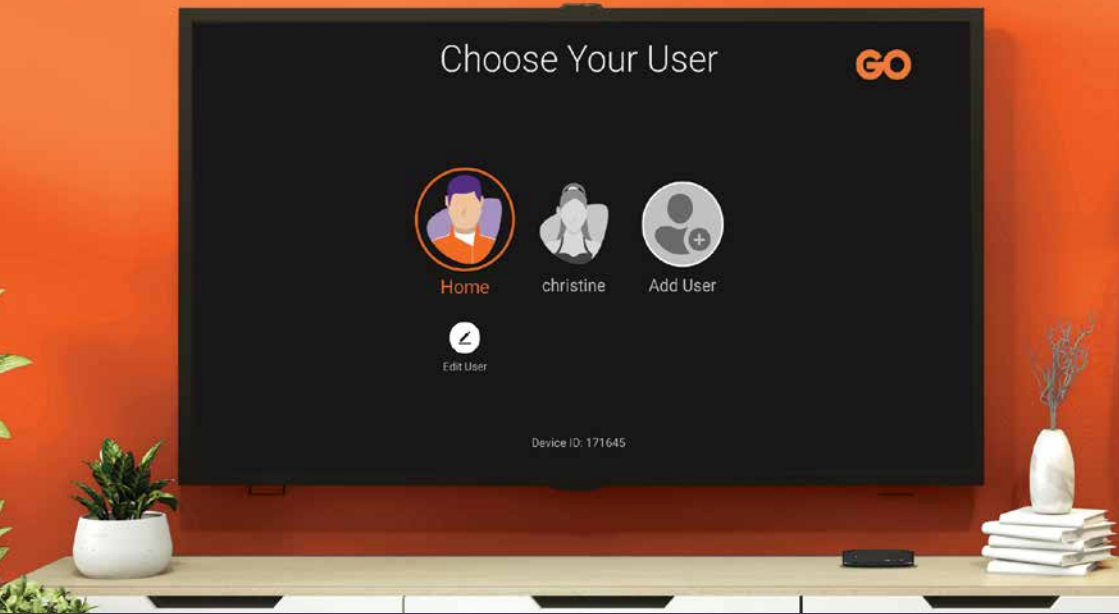 Choose Your User
GO
Home
christine
Add User
Edit User
Device ID: 171645